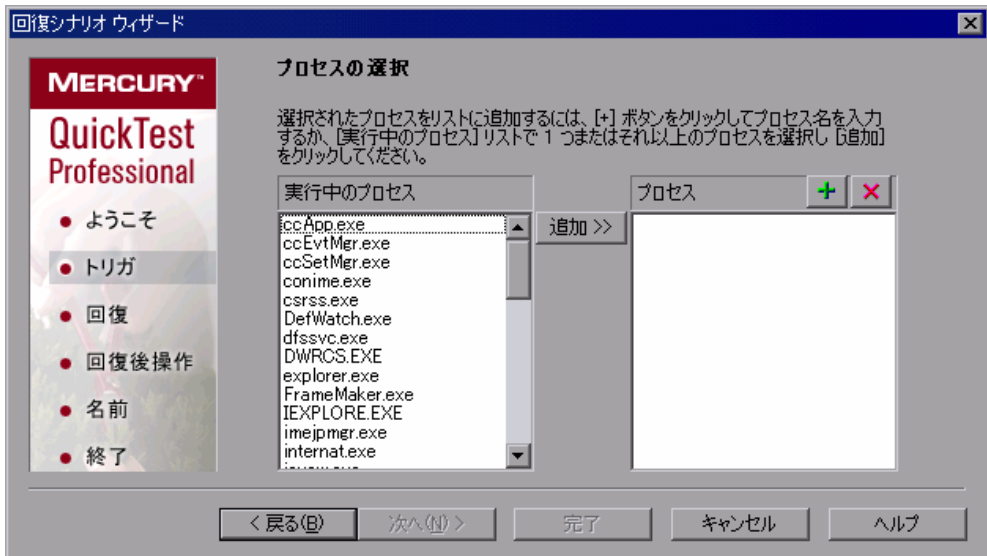 回復シナリオ ウィザード
MERCURY™
QuickTest
Professional
ようこそ
トリガ
回復
回復後操作
名前
終了
プロセスの選択
選択されたプロセスをリストに追加するには、[+] ボタンをクリックしてプロセス名を入力
するか、[実行中のプロセス] リストで 1 つまたはそれ以上のプロセスを選択し [追加]
をクリックしてください。
実行中のプロセス
ccApp.exe
ccEvtMgr.exe
ccSetMgr.exe
conime.exe
csrss.exe
DefWatch.exe
dfssvc.exe
DWRCS.EXE
explorer.exe
FrameMaker.exe
IEXPLORE.EXE
imejpmgr.exe
internat.exe
追加 >>
プロセス
< 戻る(B)
次へ(N) >
完了
キャンセル
ヘルプ